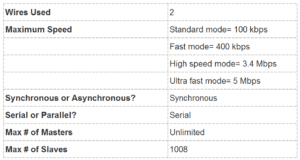 Wires Used 2
Maximum Speed Standard mode= 100 kbps
Fast mode= 400 kbps
High speed mode= 3.4 Mbps
Ultra fast mode= 5 Mbps
Synchronous or Asynchronous? Synchronous
Serial or Parallel? Serial
Max # of Masters Unlimited
Max # of Slaves 1008